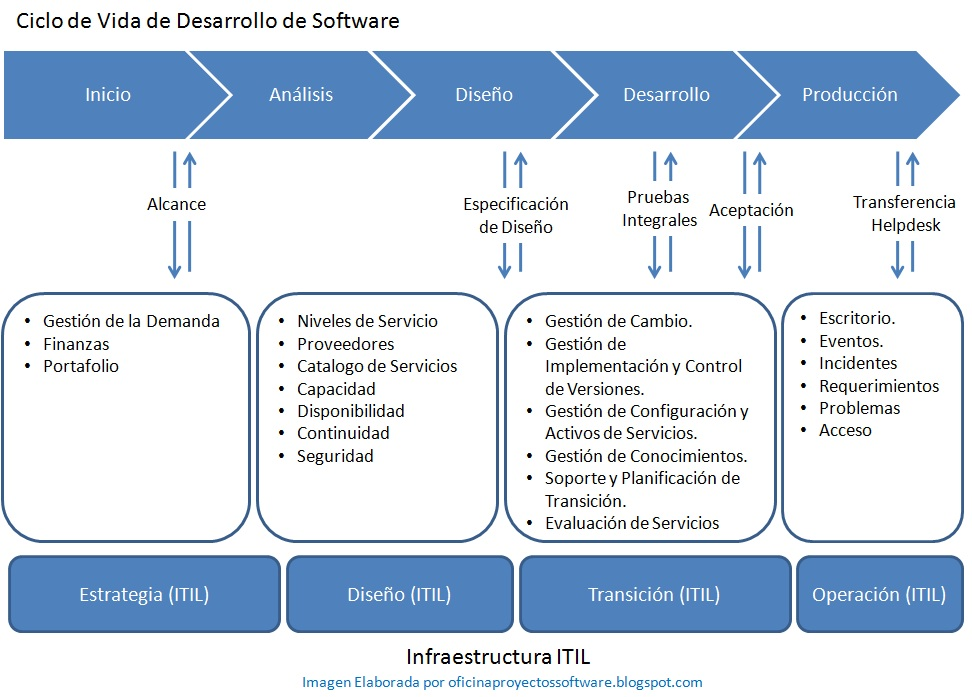 Ciclo de Vida de Desarrollo de Software
Inicio
Análisis
Diseño
Desarrollo
Producción
Alcance
Especificación
de Diseño
Pruebas
Integrales
Aceptación
Transferencia
Helpdesk
• Gestión de la Demanda
• Finanzas
• Portafolio
• Niveles de Servicio
• Proveedores
• Catalogo de Servicios
• Capacidad
• Disponibilidad
• Continuidad
• Seguridad
• Gestión de Cambio.
• Gestión de
Implementación y Control
de Versiones.
• Gestión de Configuración y
Activos de Servicios.
• Gestión de Conocimientos.
• Soporte y Planificación de
Transición.
• Evaluación de Servicios
• Escritorio.
• Eventos.
• Incidentes
• Requerimientos
• Problemas
• Acceso
Estrategia (ITIL)
Diseño (ITIL)
Transición (ITIL)
Operación (ITIL)
Infraestructura ITIL
Imagen Elaborada por oficinaproyectossoftware.blogspot.com